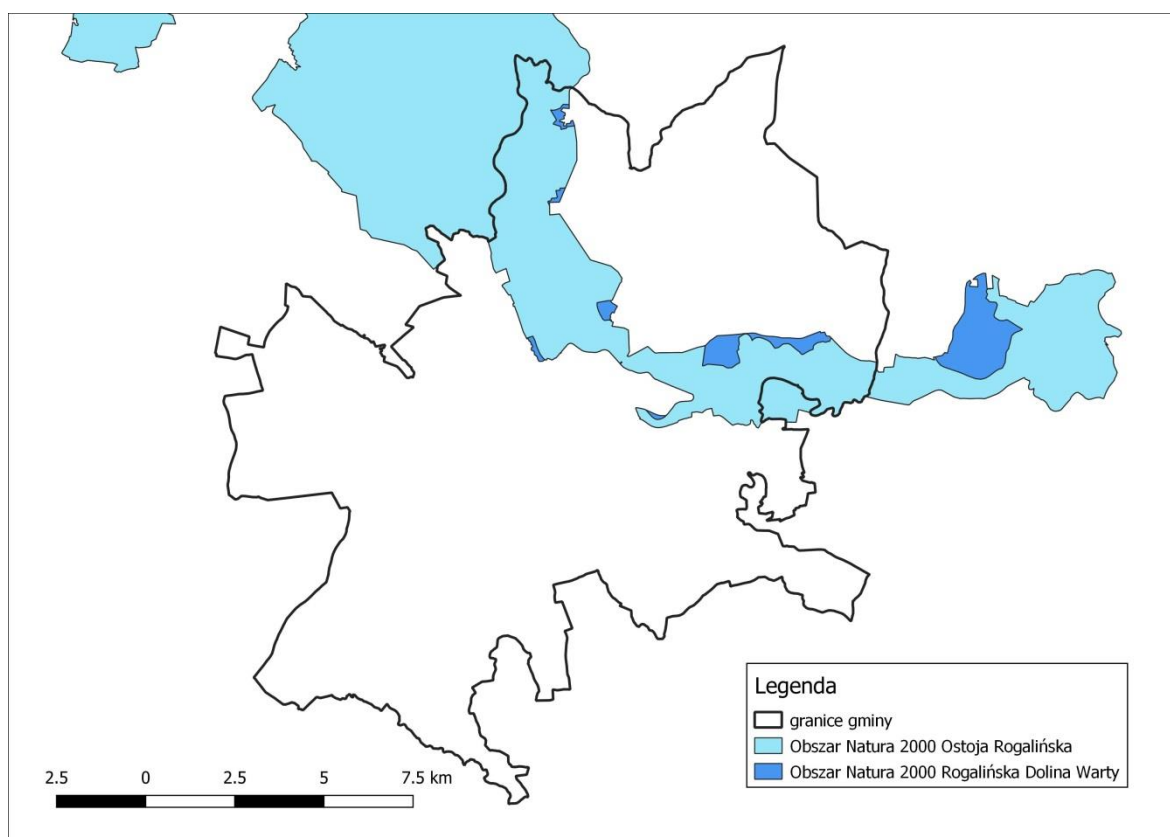 Legenda
granice gminy
Obszar Natura 2000 Ostoja Rogalińska
Obszar Natura 2000 Rogalińska Dolina Warty
2.5 0 2.5 5 7.5 km